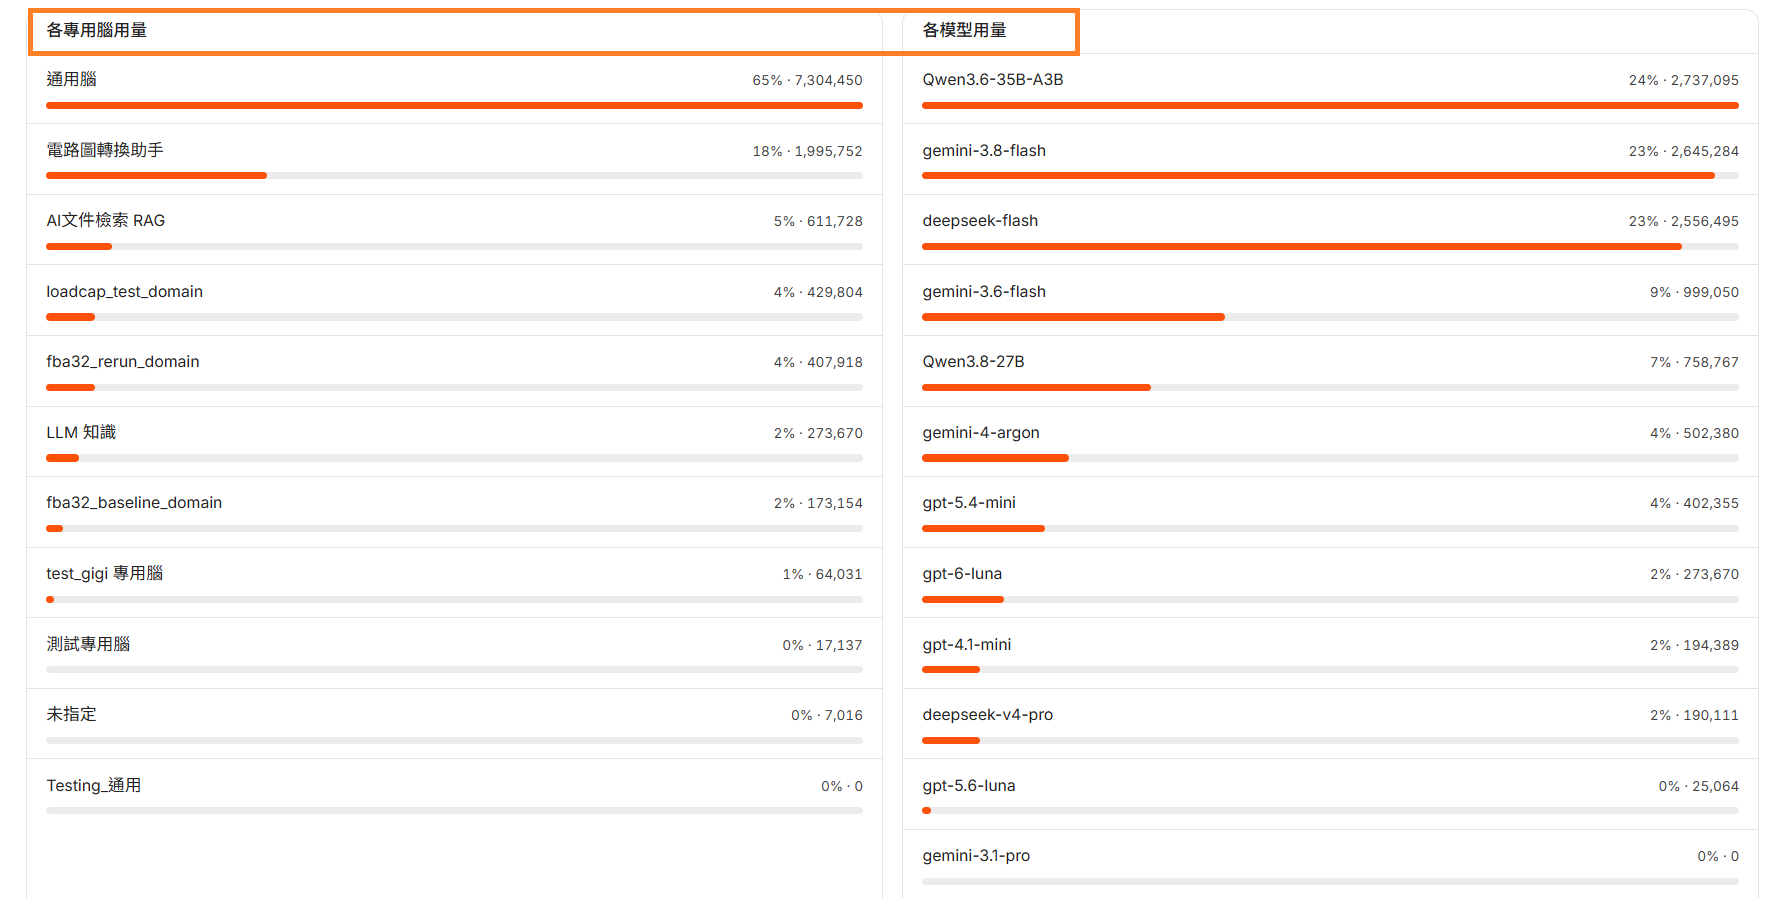 各專用腦用量
通用腦
65% · 7,304,450
電路圖轉換助手
18% · 1,995,752
AI文件檢索 RAG
5% · 611,728
loadcap_test_domain
4% · 429,804
fba32_rerun_domain
4% · 407,918
LLM 知識
2% · 273,670
fba32_baseline_domain
2% · 173,154
test_gigi 專用腦
1% · 64,031
測試專用腦
0% · 17,137
未指定
0% · 7,016
Testing_通用
0% · 0
各模型用量
Qwen3.6-35B-A3B
24% · 2,737,095
gemini-3.8-flash
23% · 2,645,284
deepseek-flash
23% · 2,556,495
gemini-3.6-flash
9% · 999,050
Qwen3.8-27B
7% · 758,767
gemini-4-argon
4% · 502,380
gpt-5.4-mini
4% · 402,355
gpt-6-luna
2% · 273,670
gpt-4.1-mini
2% · 194,389
deepseek-v4-pro
2% · 190,111
gpt-5.6-luna
0% · 25,064
gemini-3.1-pro
0% · 0